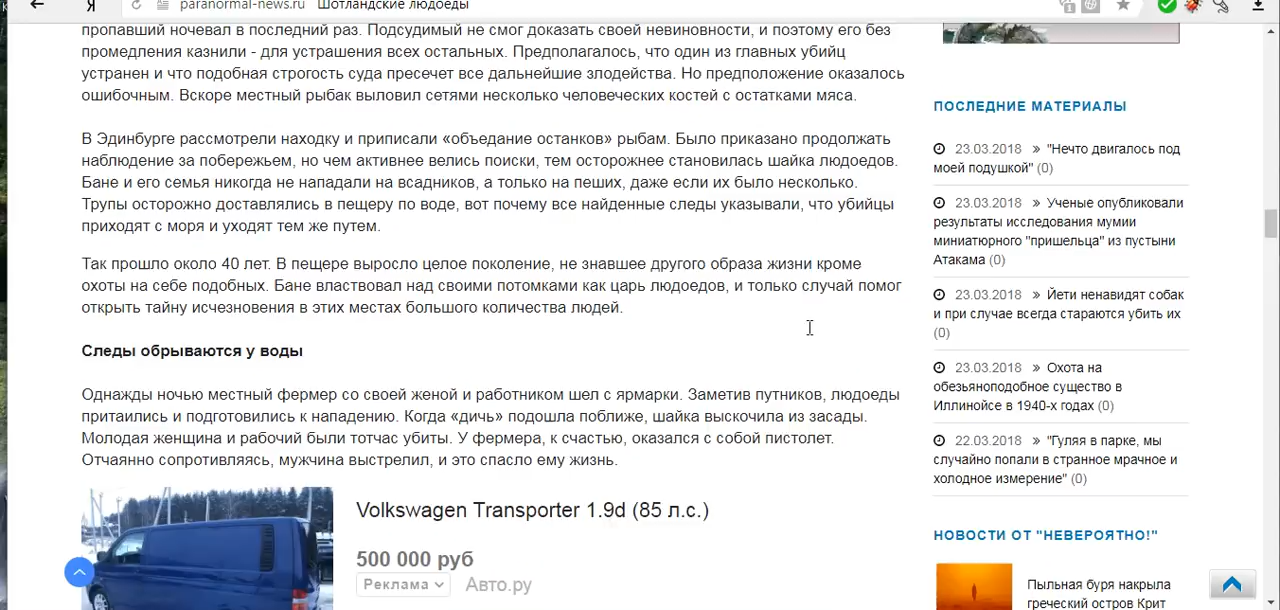 Я
paranormal-news.ru Шотландские людоеды
пропавший ночевал в последний раз. Подсудимый не смог доказать своей невиновности, и поэтому его без
промедления казнили - для устрашения всех остальных. Предполагалось, что один из главных убийц
устранен и что подобная строгость суда пресечет все дальнейшие злодейства. Но предположение оказалось
ошибочным. Вскоре местный рыбак выловил сетями несколько человеческих костей с остатками мяса.
В Эдинбурге рассмотрели находку и приписали «объедание останков» рыбам. Было приказано продолжать
наблюдение за побережьем, но чем активнее велись поиски, тем осторожнее становилась шайка людоедов.
Бане и его семья никогда не нападали на всадников, а только на пеших, даже если их было несколько.
Трупы осторожно доставлялись в пещеру по воде, вот почему все найденные следы указывали, что убийцы
приходят с моря и уходят тем же путем.
Так прошло около 40 лет. В пещере выросло целое поколение, не знавшее другого образа жизни кроме
охоты на себе подобных. Бане властвовал над своими потомками как царь людоедов, и только случай помог
открыть тайну исчезновения в этих местах большого количества людей.
Следы обрываются у воды
Однажды ночью местный фермер со своей женой и работником шел с ярмарки. Заметив путников, людоеды
притаились и подготовились к нападению. Когда «дичь» подошла поближе, шайка выскочила из засады.
Молодая женщина и рабочий были тотчас убиты. У фермера, к счастью, оказался с собой пистолет.
Отчаянно сопротивляясь, мужчина выстрелил, и это спасло ему жизнь.
Volkswagen Transporter 1.9d (85 л.с.)
500 000 руб
Реклама Авто.ру
ПОСЛЕДНИЕ МАТЕРИАЛЫ
23.03.2018 » "Нечто двигалось под
моей подушкой" (0)
23.03.2018 » Ученые опубликовали
результаты исследования мумии
миниатюрного "пришельца" из пустыни
Атакама (0)
23.03.2018 » Йети ненавидят собак
и при случае всегда стараются убить их
(0)
23.03.2018 » Охота на
обезьяноподобное существо в
Иллинойсе в 1940-х годах (0)
22.03.2018 » "Гуляя в парке, мы
случайно попали в странное мрачное и
холодное измерение" (0)
НОВОСТИ ОТ "НЕВЕРОЯТНО!"
Пыльная буря накрыла
греческий остров Крит